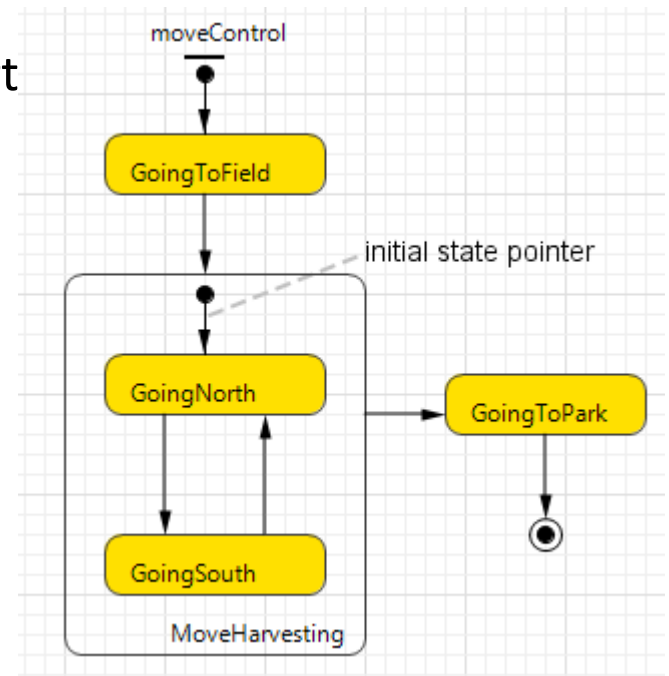 moveControl
t
GoingToField
initial state pointer
GoingNorth
GoingToPark
GoingSouth
MoveHarvesting